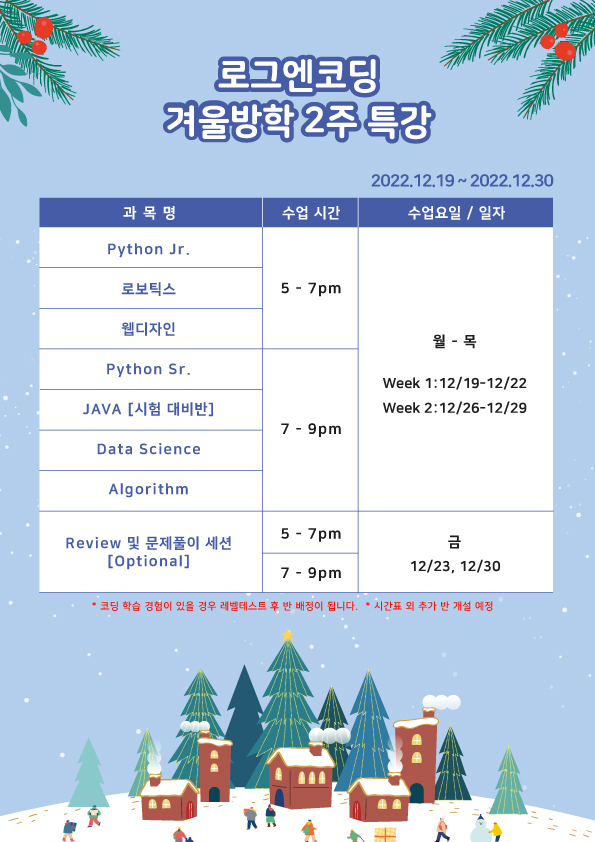 로그엔코딩
겨울방학 2주 특강
2022.12.19 ~ 2022.12.30
과 목 명 수업 시간 수업요일 / 일자
Python Jr.
로보틱스
웹디자인
5 - 7pm
Python Sr.
JAVA [시험 대비반]
Data Science
Algorithm
7 - 9pm
월 - 목
Week 1:12/19-12/22
Week 2:12/26-12/29
Review 및 문제풀이 세션
[Optional]
5 - 7pm
7 - 9pm
금
12/23, 12/30
* 코딩 학습 경험이 있을 경우 레벨테스트 후 반 배정이 됩니다. * 시간표 외 추가 반 개설 예정